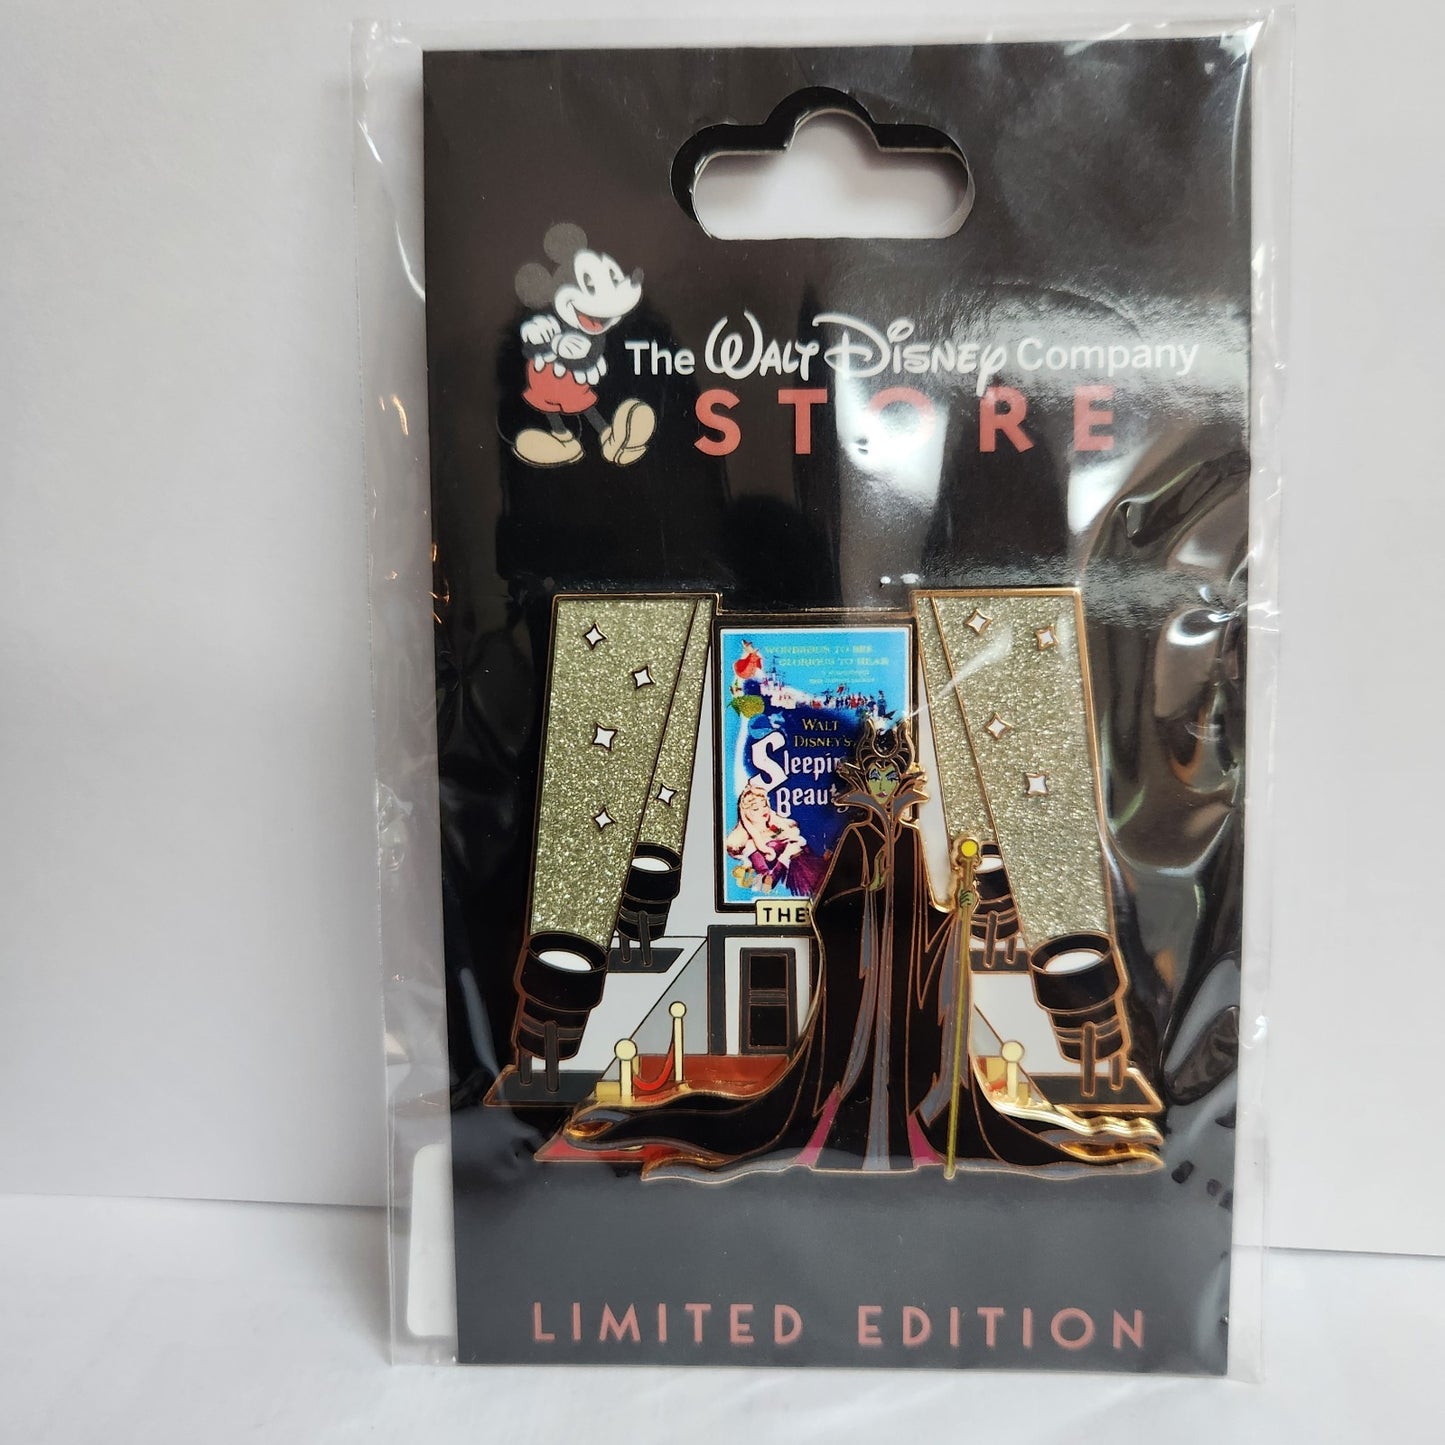 The WALT DISNEY Company
STORE
WONDROUS TO SEE
GLORIOUS TO HEAR
WALT
DISNEY'S
Sleepin
Beaut
THE
LIMITED EDITION